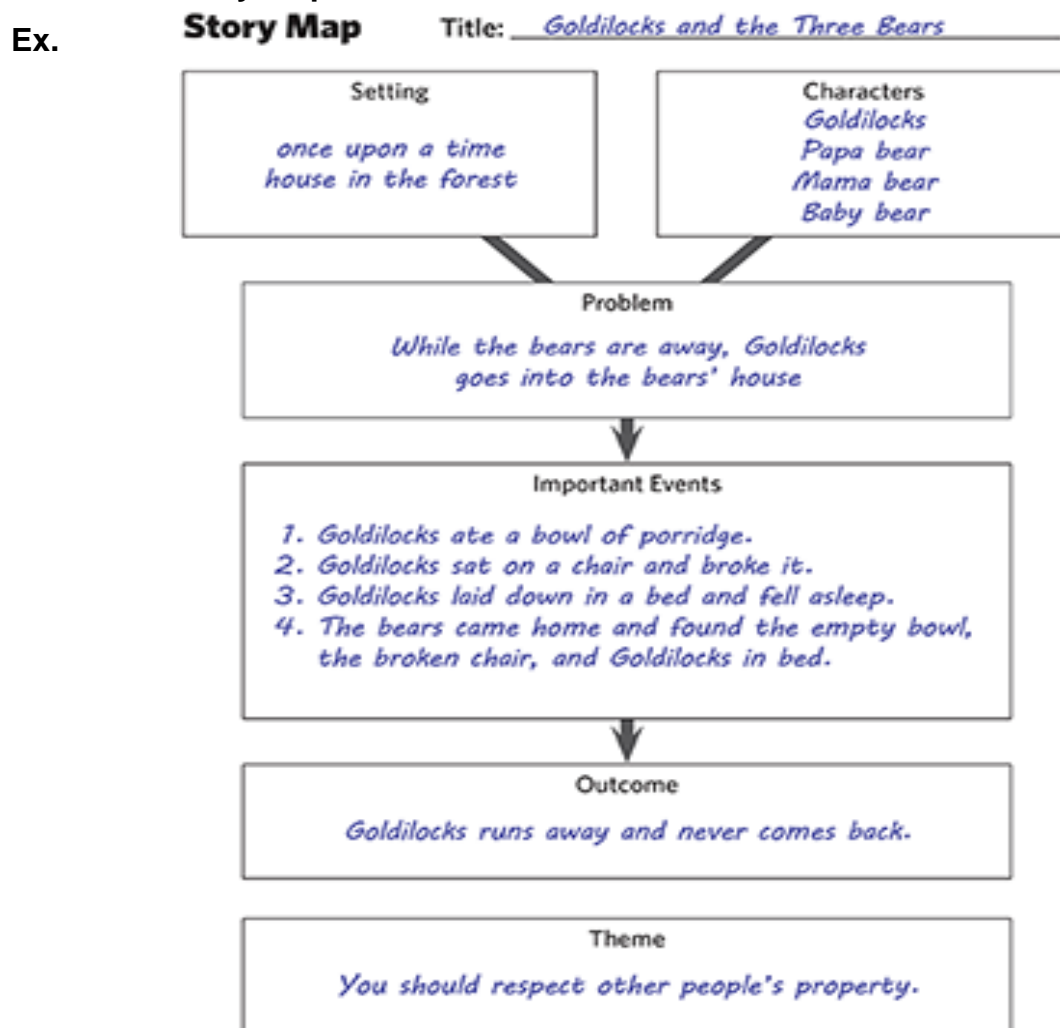 Ex.
Story Map
Title: Goldilocks and the Three Bears
Setting
once upon a time
house in the forest
Characters
Goldilocks
Papa bear
Mama bear
Baby bear
Problem
While the bears are away, Goldilocks
goes into the bears' house
Important Events
1. Goldilocks ate a bowl of porridge.
2. Goldilocks sat on a chair and broke it.
3. Goldilocks laid down in a bed and fell asleep.
4. The bears came home and found the empty bowl,
the broken chair, and Goldilocks in bed.
Outcome
Goldilocks runs away and never comes back.
Theme
You should respect other people's property.